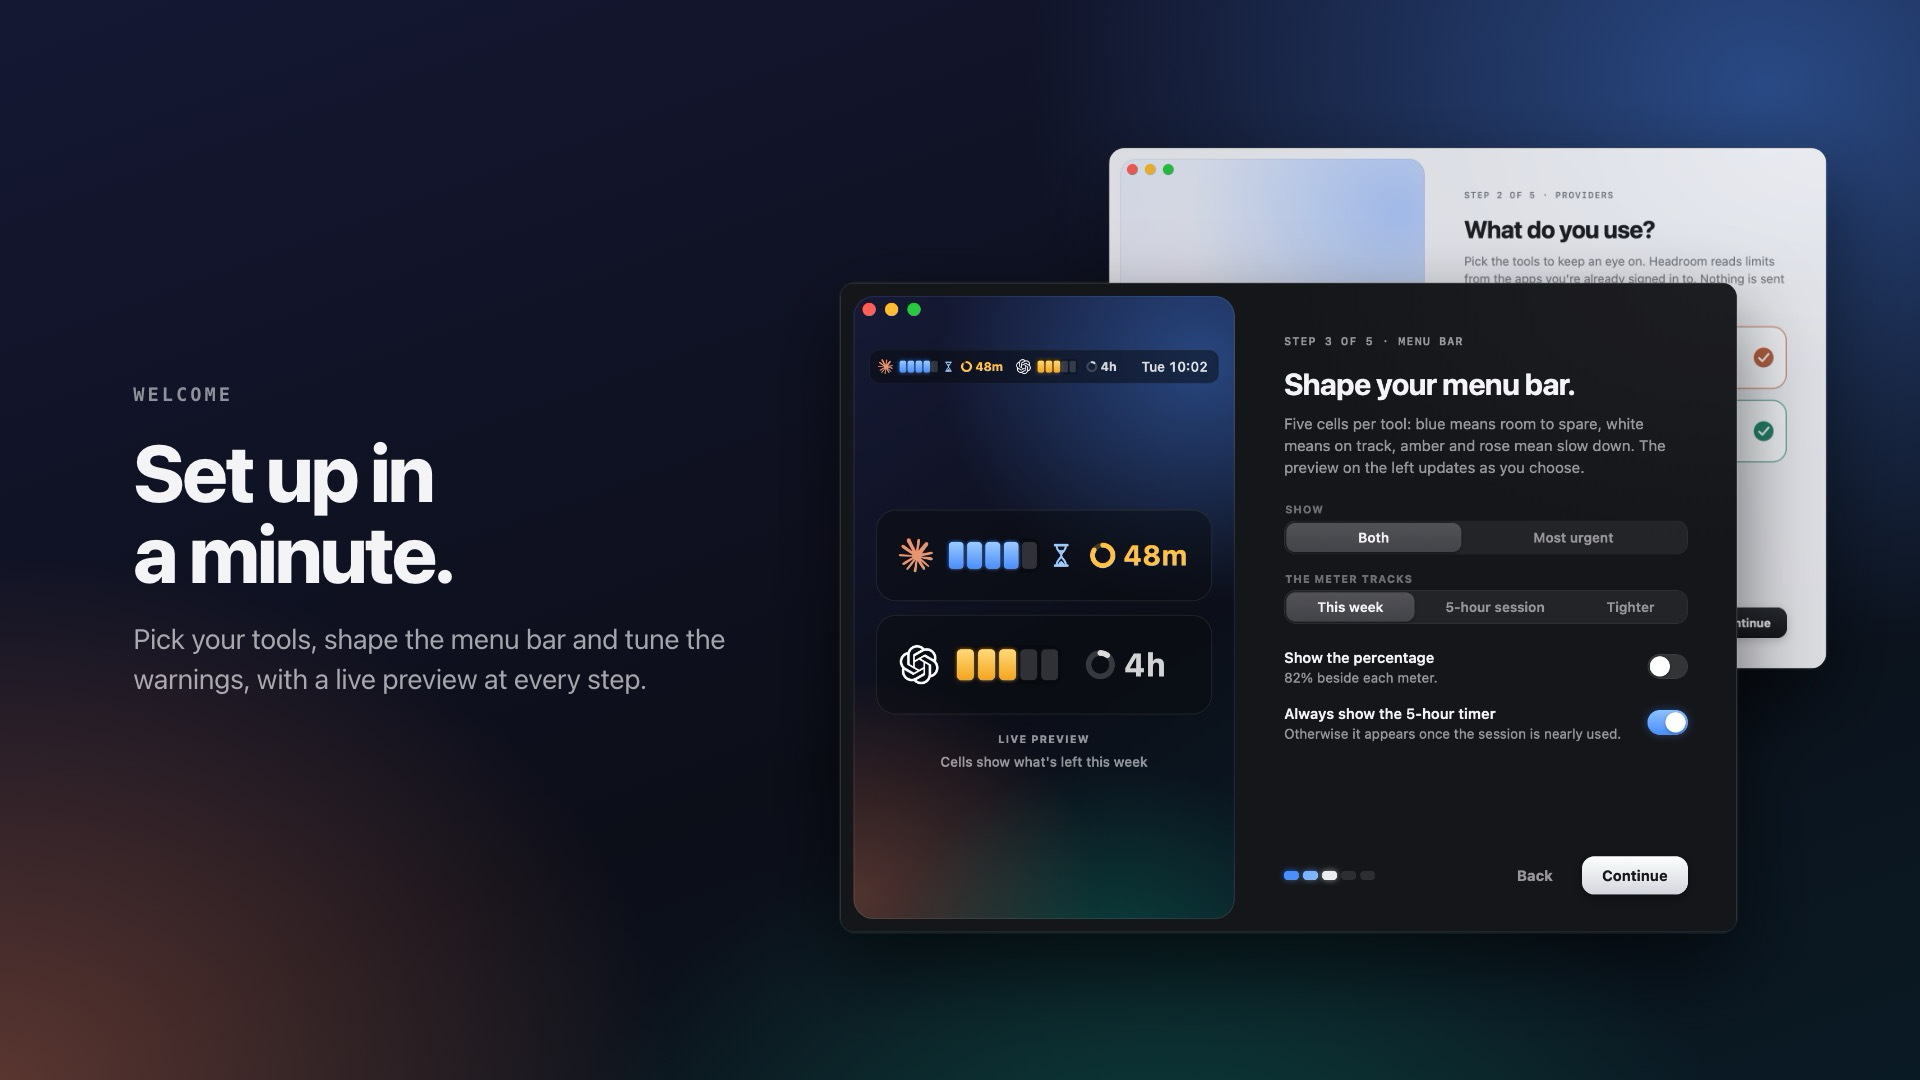 WELCOME
Set up in
a minute.
Pick your tools, shape the menu bar and tune the
warnings, with a live preview at every step.
STEP 2 OF 5 · PROVIDERS
What do you use?
Pick the tools to keep an eye on. Headroom reads limits
from the apps you're already signed in to. Nothing is sent
48m
4h
Tue 10:02
48m
4h
LIVE PREVIEW
Cells show what's left this week
STEP 3 OF 5 · MENU BAR
Shape your menu bar.
Five cells per tool: blue means room to spare, white
means on track, amber and rose mean slow down. The
preview on the left updates as you choose.
SHOW
Both
Most urgent
THE METER TRACKS
This week
5-hour session
Tighter
Show the percentage
82% beside each meter.
Always show the 5-hour timer
Otherwise it appears once the session is nearly used.
Back
Continue